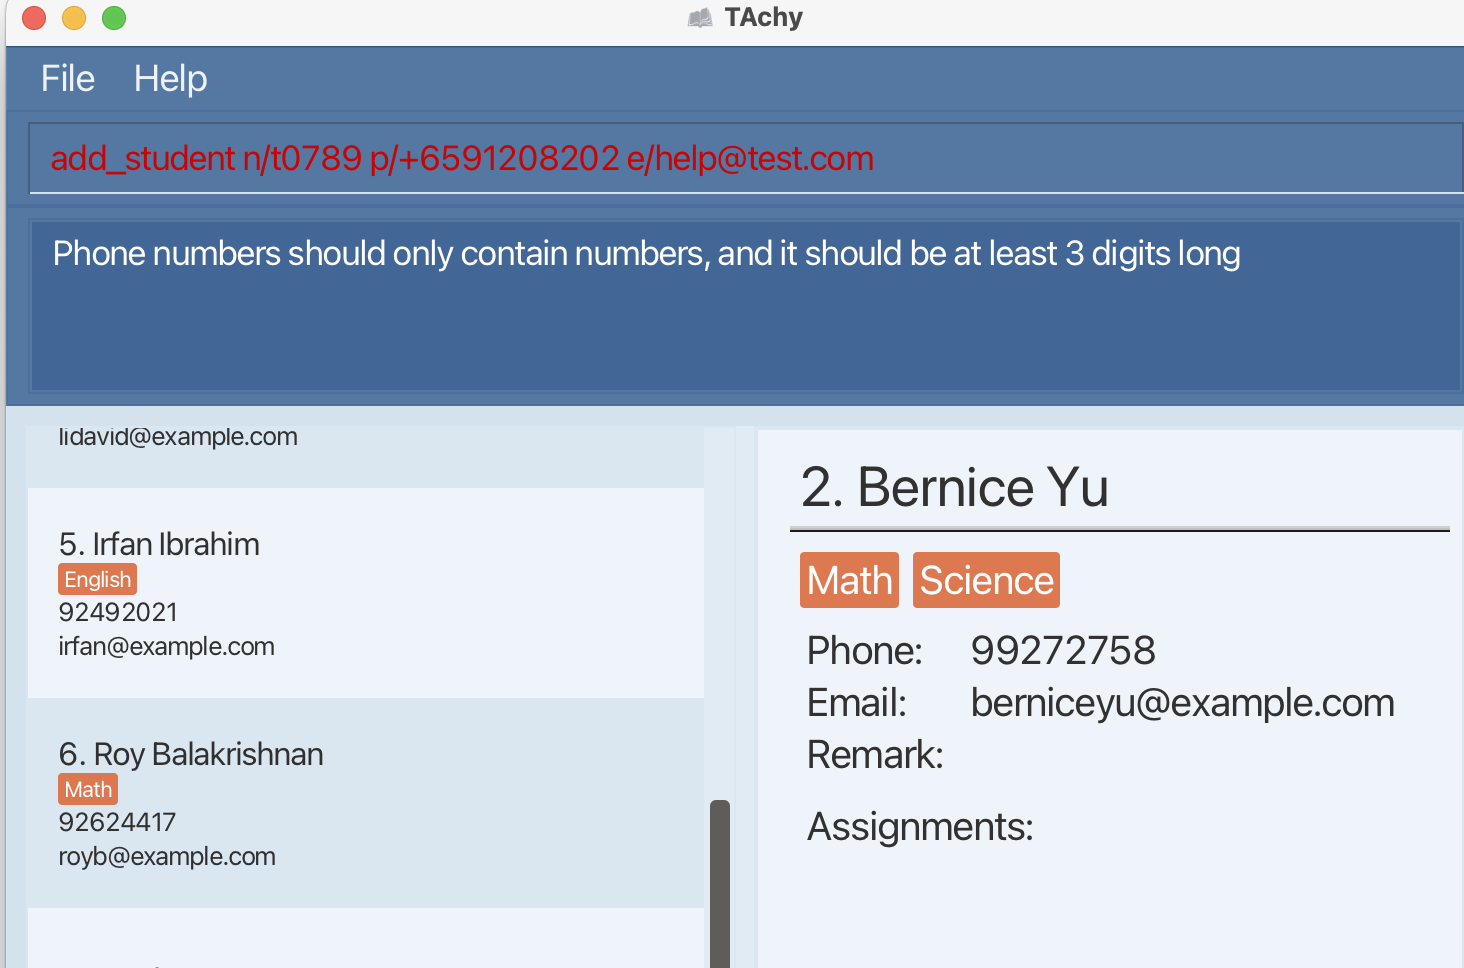 TAchy
File Help
add_student n/t0789 p/+6591208202 e/help@test.com
Phone numbers should only contain numbers, and it should be at least 3 digits long
lidavid@example.com
5. Irfan Ibrahim
English
92492021
irfan@example.com
6. Roy Balakrishnan
Math
92624417
royb@example.com
2. Bernice Yu
Math Science
Phone: 99272758
Email: berniceyu@example.com
Remark:
Assignments: